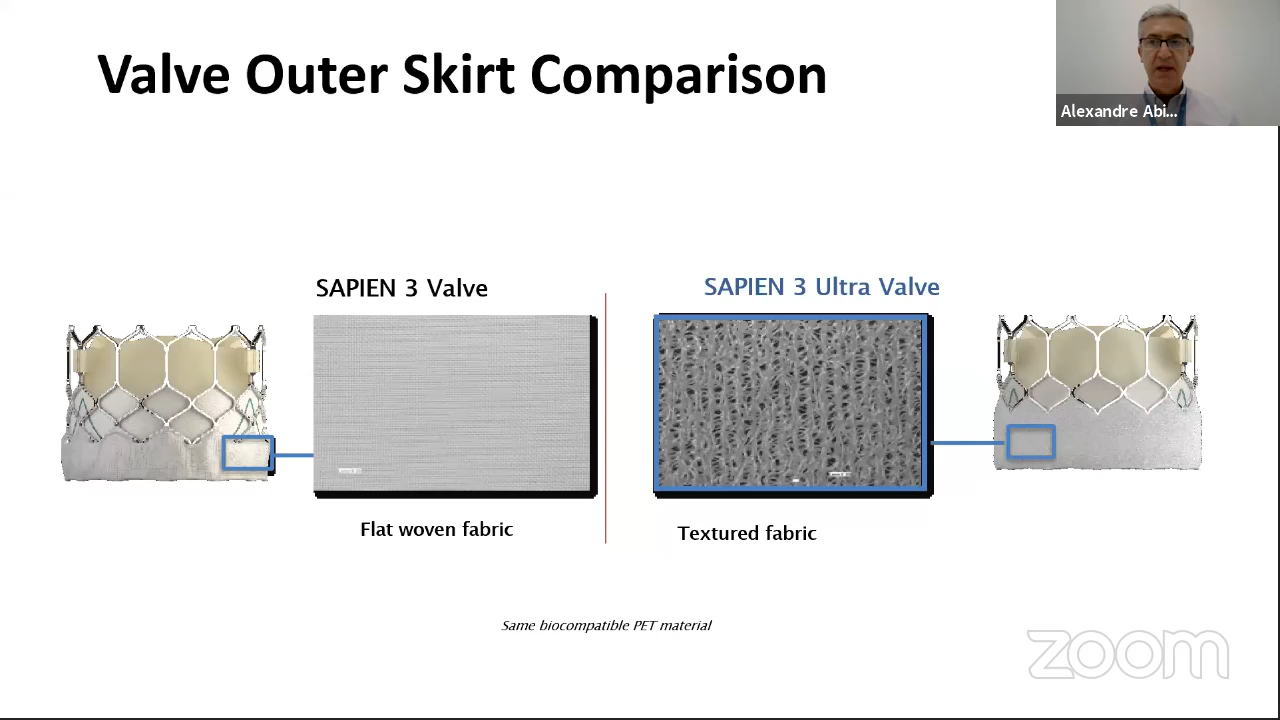 Valve Outer Skirt Comparison
Alexandre Abi...
SAPIEN 3 Valve
SAPIEN 3 Ultra Valve
Flat woven fabric
Textured fabric
Same biocompatible PET material
zoom